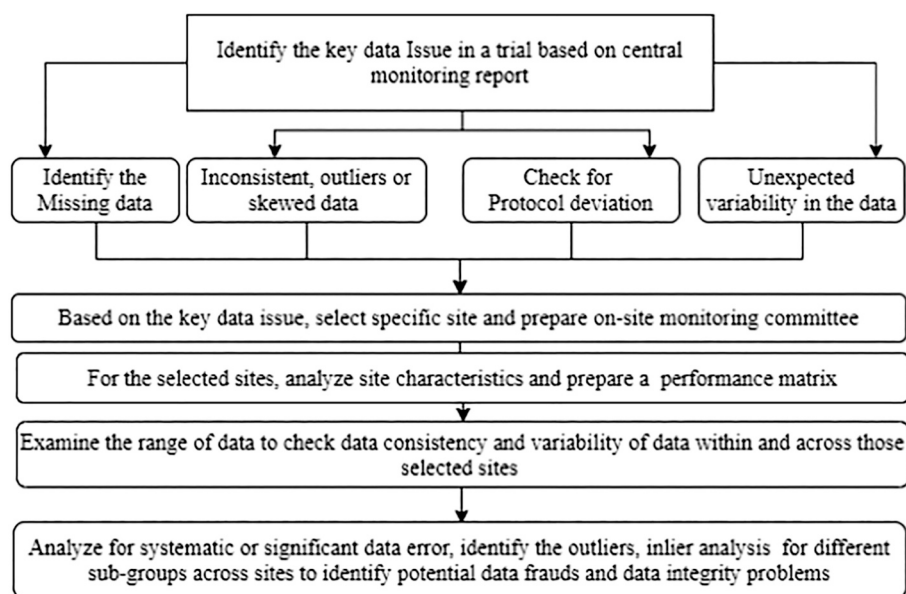 Identify the key data Issue in a trial based on central
monitoring report
Identify the
Missing data
Inconsistent, outliers or
skewed data
Check for
Protocol deviation
Unexpected
variability in the data
Based on the key data issue, select specific site and prepare on-site monitoring committee
For the selected sites, analyze site characteristics and prepare a performance matrix
Examine the range of data to check data consistency and variability of data within and across those
selected sites
Analyze for systematic or significant data error, identify the outliers, inlier analysis for different
sub-groups across sites to identify potential data frauds and data integrity problems